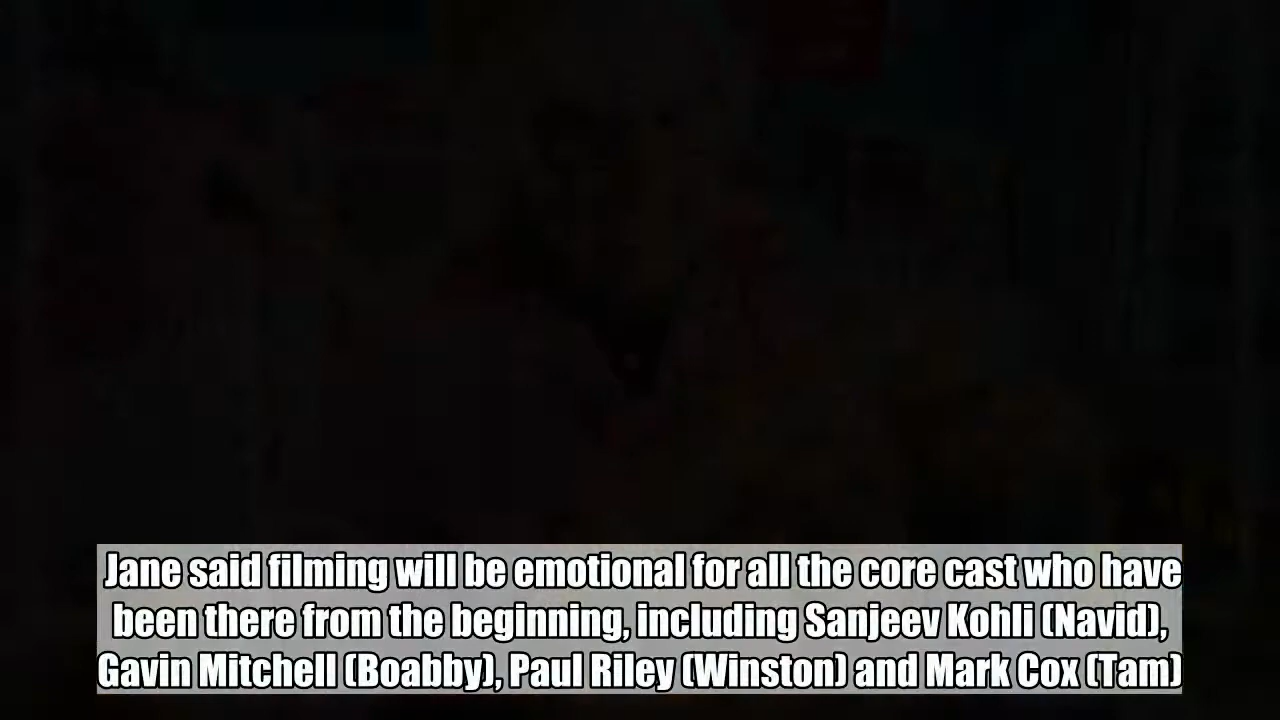 Jane said filming will be emotional for all the core cast who have
been there from the beginning, including Sanjeev Kohli (Navid),
Gavin Mitchell (Boabby), Paul Riley (Winston) and Mark Cox (Tam)